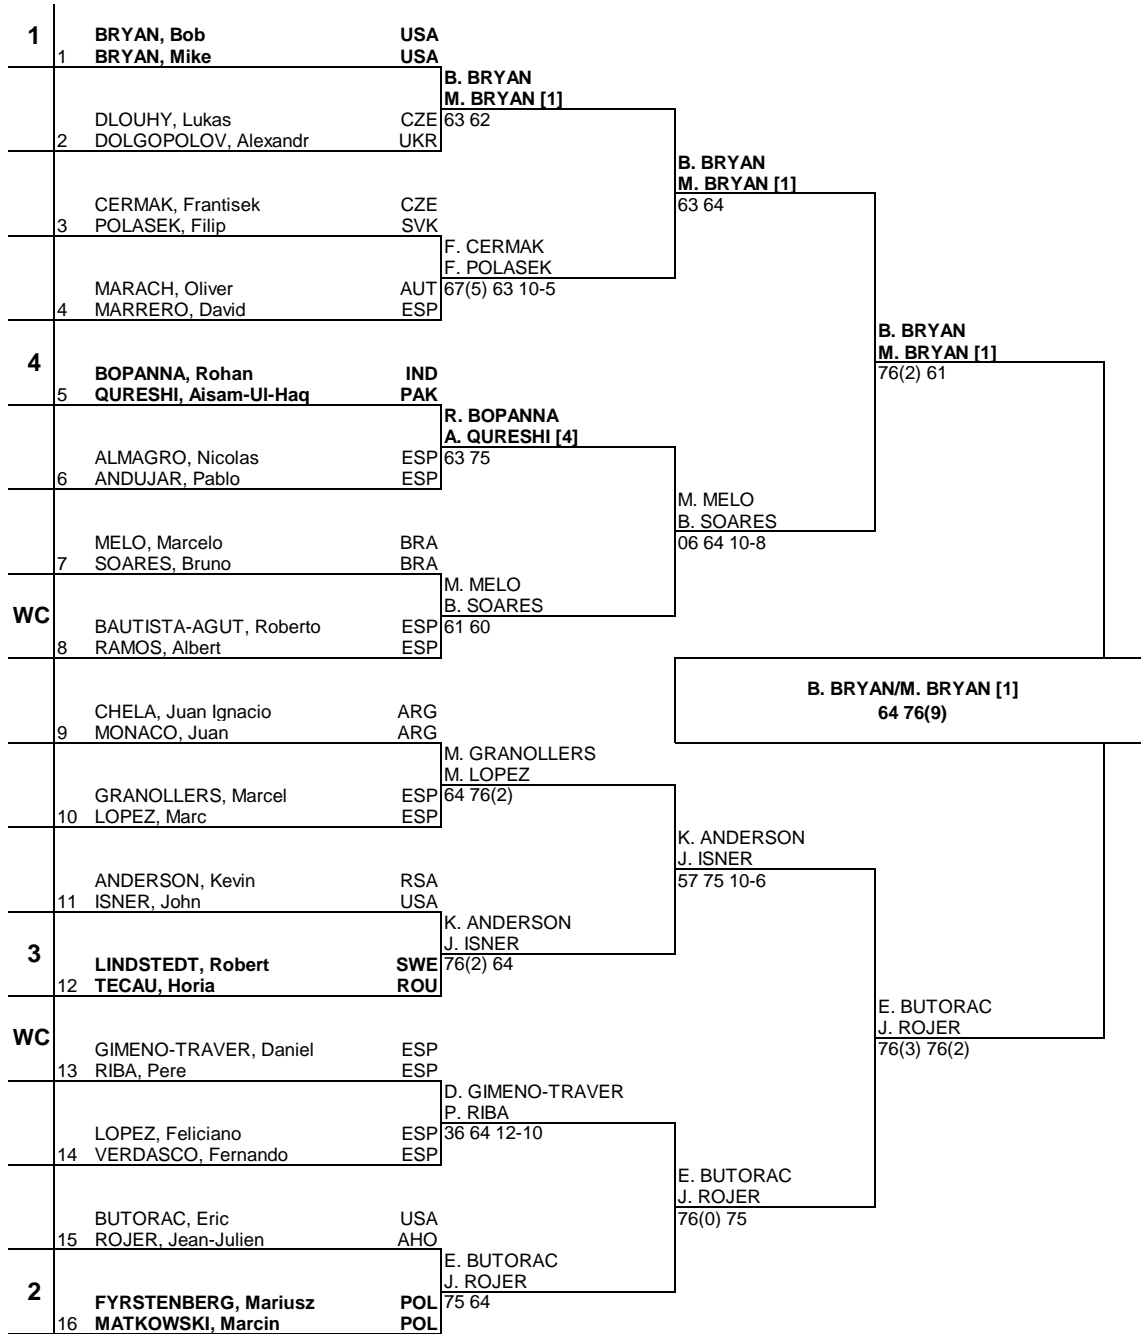 1 BRYAN, Bob USA
1 BRYAN, Mike USA
B. BRYAN
M. BRYAN [1]
DLOUHY, Lukas CZE 63 62
2 DOLGOPOLOV, Alexandr UKR
B. BRYAN
M. BRYAN [1]
CERMAK, Frantisek CZE 63 64
3 POLASEK, Filip SVK
F. CERMAK
F. POLASEK
MARACH, Oliver AUT 67(5) 63 10-5
4 MARRERO, David ESP
B. BRYAN
M. BRYAN [1]
4 BOPANNA, Rohan IND 76(2) 61
5 QURESHI, Aisam-Ul-Haq PAK
R. BOPANNA
A. QURESHI [4]
ALMAGRO, Nicolas ESP 63 75
6 ANDUJAR, Pablo ESP
M. MELO
B. SOARES
MELO, Marcelo BRA 06 64 10-8
7 SOARES, Bruno BRA
M. MELO
B. SOARES
WC BAUTISTA-AGUT, Roberto ESP 61 60
8 RAMOS, Albert ESP
B. BRYAN/M. BRYAN [1]
64 76(9)
CHELA, Juan Ignacio ARG
9 MONACO, Juan ARG
M. GRANOLLERS
M. LOPEZ
GRANOLLERS, Marcel ESP 64 76(2)
10 LOPEZ, Marc ESP
K. ANDERSON
J. ISNER
ANDERSON, Kevin RSA 57 75 10-6
11 ISNER, John USA
K. ANDERSON
J. ISNER
3 LINDSTEDT, Robert SWE 76(2) 64
12 TECAU, Horia ROU
E. BUTORAC
J. ROJER
WC GIMENO-TRAVER, Daniel ESP 76(3) 76(2)
13 RIBA, Pere ESP
D. GIMENO-TRAVER
P. RIBA
LOPEZ, Feliciano ESP 36 64 12-10
14 VERDASCO, Fernando ESP
E. BUTORAC
J. ROJER
BUTORAC, Eric USA 76(0) 75
15 ROJER, Jean-Julien AHO
E. BUTORAC
J. ROJER
2 FYRSTENBERG, Mariusz POL 75 64
16 MATKOWSKI, Marcin POL